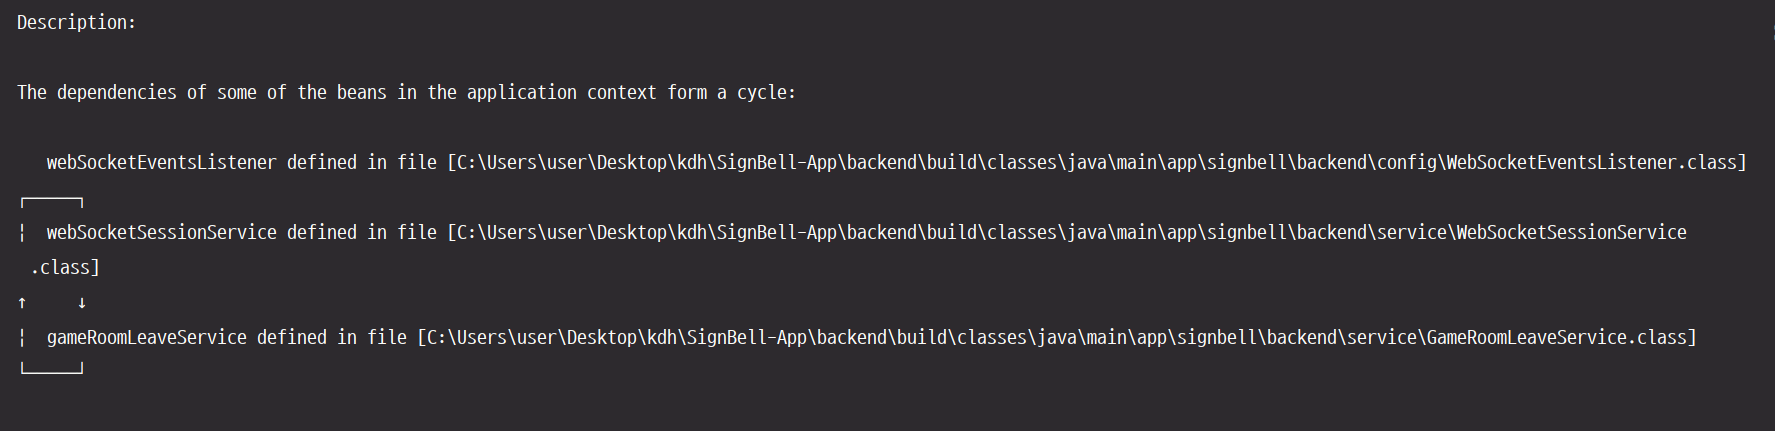 Description:
The dependencies of some of the beans in the application context form a cycle:
webSocketEventsListener defined in file [C:\Users\user\Desktop\kdh\SignBell-App\backend\build\classes\java\main\app\signbell\backend\config\WebSocketEventsListener.class]
┌─────┐
¦  webSocketSessionService defined in file [C:\Users\user\Desktop\kdh\SignBell-App\backend\build\classes\java\main\app\signbell\backend\service\WebSocketSessionService
.class]
↑     ↓
¦  gameRoomLeaveService defined in file [C:\Users\user\Desktop\kdh\SignBell-App\backend\build\classes\java\main\app\signbell\backend\service\GameRoomLeaveService.class]
└─────┘